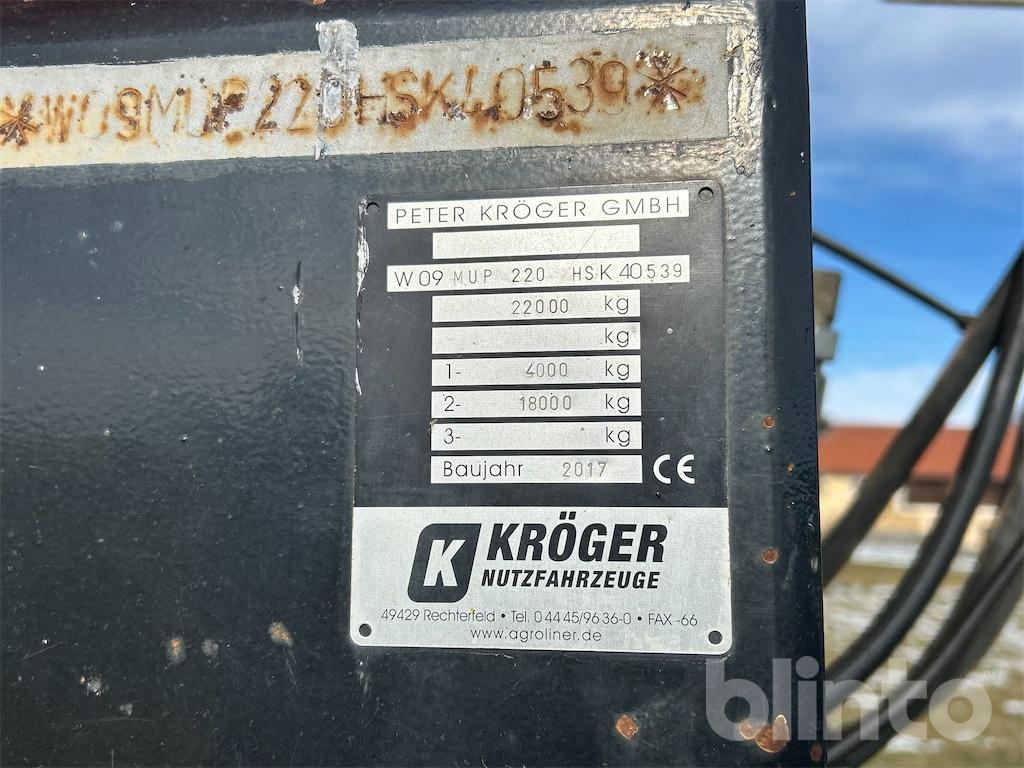 *W09MUP220HSK40539*
PETER KRÖGER GMBH
W09 MUP 220 HSK 40539
22000 kg
kg
1- 4000 kg
2- 18000 kg
3- kg
Baujahr 2017 CE
K KRÖGER
NUTZFAHRZEUGE
49429 Rechterfeld • Tel. 0 44 45/96 36-0 • FAX -66
www.agroliner.de
blinto